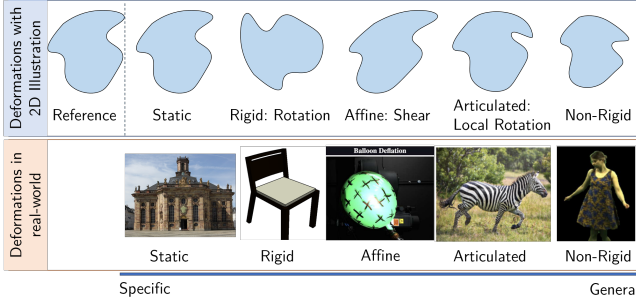 Deformations with
2D Illustration
Reference
Static
Rigid: Rotation
Affine: Shear
Articulated:
Local Rotation
Non-Rigid
Deformations in
real-world
Balloon Deflation
Static
Rigid
Affine
Articulated
Non-Rigid
Specific
Genera